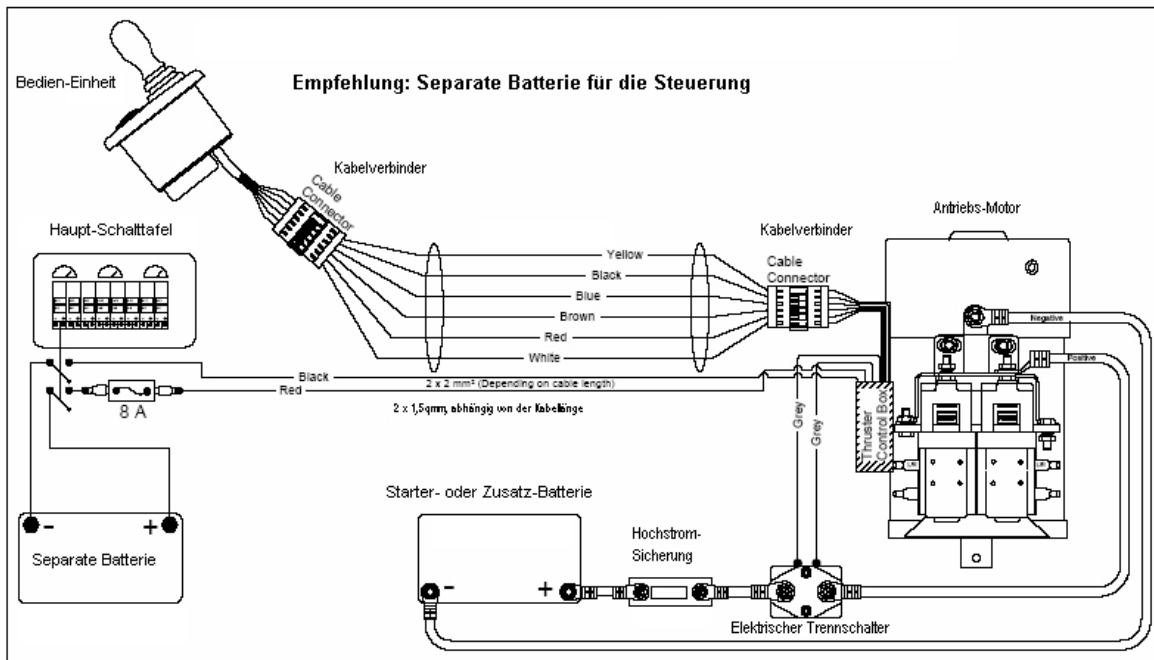 Bedien-Einheit
Empfehlung: Separate Batterie für die Steuerung
Kabelverbinder
Cable
Connector
Haupt-Schalttafel
Antriebs-Motor
Kabelverbinder
Cable
Connector
Yellow
Black
Blue
Brown
Red
White
Negative
Positive
Black
Red
2 x 2 mm² (Depending on cable length)
2 x 1,5qmm, abhängig von der Kabellänge
8 A
Grey
Grey
Thruster
Control Box
Starter- oder Zusatz-Batterie
- +
Hochstrom-
Sicherung
- +
Separate Batterie
Elektrischer Trennschalter